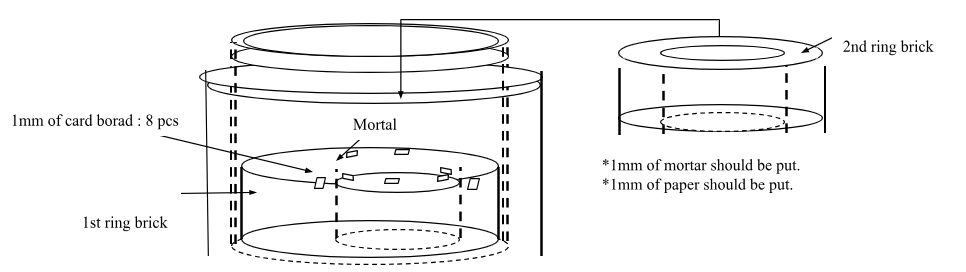 2nd ring brick
1mm of card borad : 8 pcs
Mortal
*1mm of mortar should be put.
*1mm of paper should be put.
1st ring brick